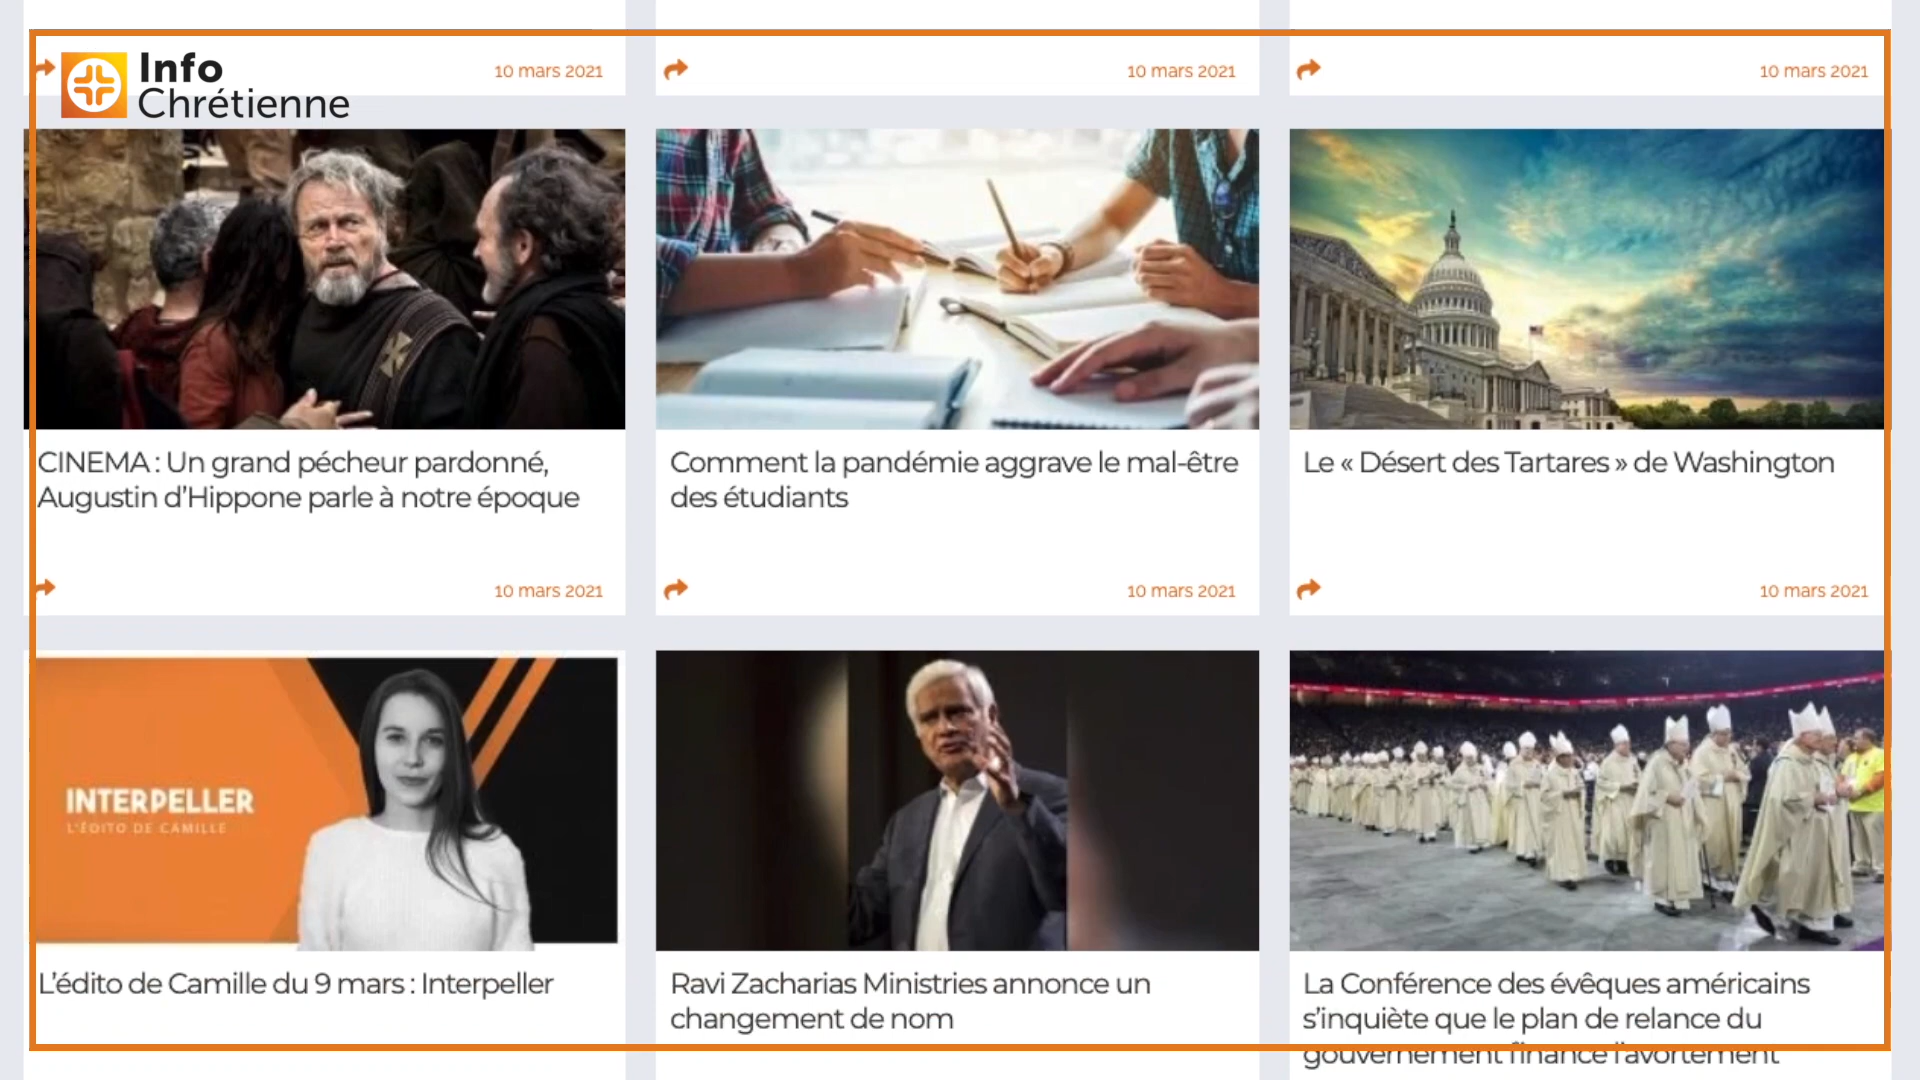 Info
Chrétienne
10 mars 2021
10 mars 2021
10 mars 2021
CINEMA : Un grand pécheur pardonné,
Augustin d’Hippone parle à notre époque
10 mars 2021
Comment la pandémie aggrave le mal-être
des étudiants
10 mars 2021
Le « Désert des Tartares » de Washington
10 mars 2021
INTERPELLER
L'ÉDITO DE CAMILLE
L’édito de Camille du 9 mars : Interpeller
Ravi Zacharias Ministries annonce un
changement de nom
La Conférence des évêques américains
s’inquiète que le plan de relance du
gouvernement finance l’avortement